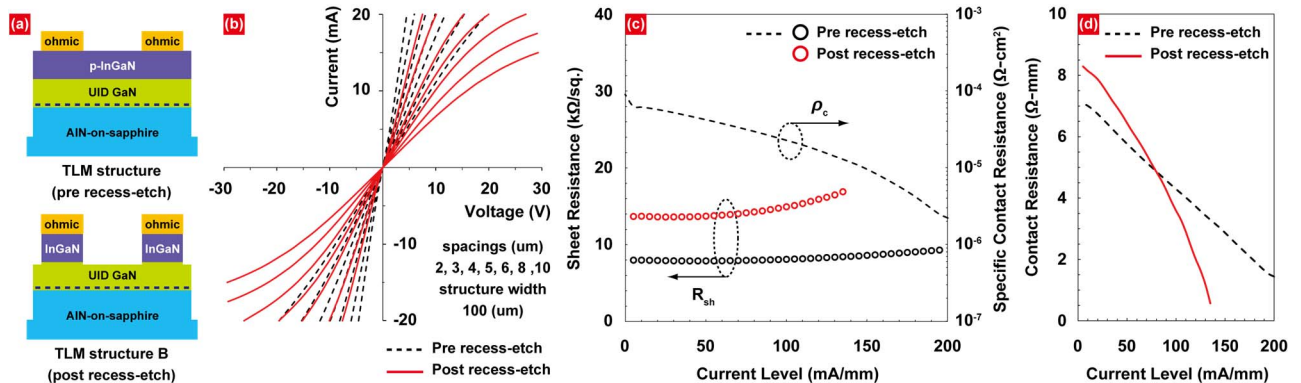 (a)
ohmic ohmic
p-InGaN
UID GaN
AlN-on-sapphire
TLM structure
(pre recess-etch)
ohmic ohmic
InGaN InGaN
UID GaN
AlN-on-sapphire
TLM structure B
(post recess-etch)
(b)
Current (mA)
20
10
-30 -20 -10 0 10 20 30
Voltage (V)
-10
-20
spacings (um)
2, 3, 4, 5, 6, 8 ,10
structure width
100 (um)
Pre recess-etch
Post recess-etch
(c)
Sheet Resistance (kΩ/sq.)
40
35
30
25
20
15
10
5
0
Pre recess-etch
Post recess-etch
ρc
Rsh
0 50 100 150 200
Current Level (mA/mm)
10-3
10-4
10-5
10-6
10-7
Specific Contact Resistance (Ω–cm²)
(d)
Contact Resistance (Ω–mm)
10
8
6
4
2
0
Pre recess-etch
Post recess-etch
0 50 100 150 200
Current Level (mA/mm)